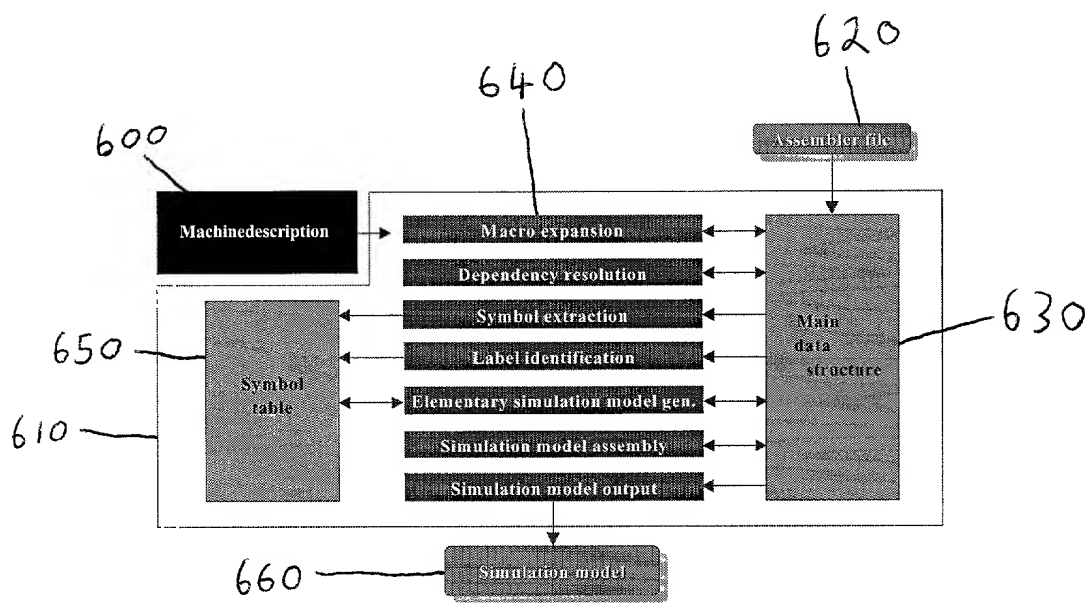 620
640
600
Assembler file
Machinedescription
Macro expansion
Dependency resolution
Symbol extraction
Main
data
structure
630
650
Label identification
Symbol
table
Elementary simulation model gen.
610
Simulation model assembly
Simulation model output
660
Simulation model